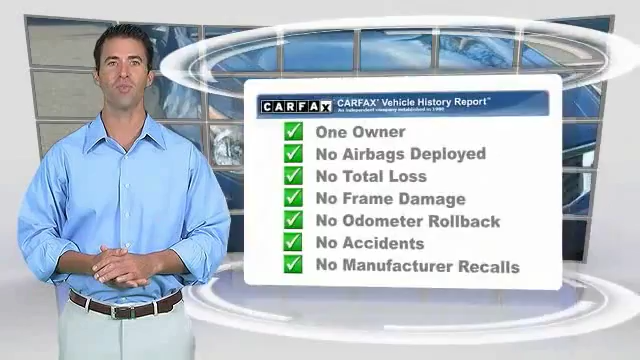 CARFAX CARFAX Vehicle History Report™
An independent company established in 1986
One Owner
No Airbags Deployed
No Total Loss
No Frame Damage
No Odometer Rollback
No Accidents
No Manufacturer Recalls